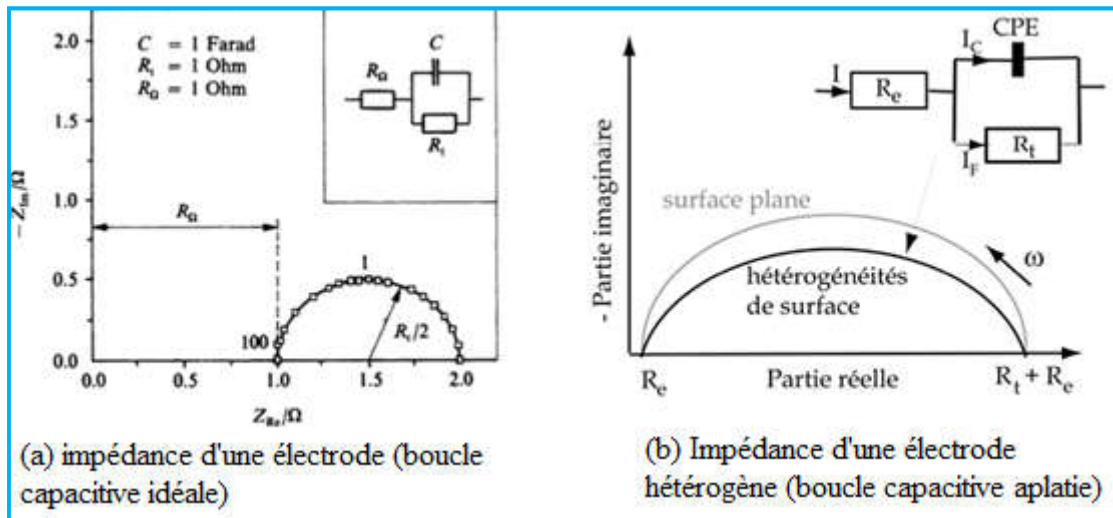 2.0
1.5
1.0
0.5
0.0
-Z_Im/Ω
C = 1 Farad
R_t = 1 Ohm
R_Ω = 1 Ohm
C
R_Ω
R_t
R_Ω
1
100
R_t/2
0.0
0.5
1.0
1.5
2.0
Z_Re/Ω
(a) impédance d'une électrode (boucle
capacitive idéale)
- Partie imaginaire
CPE
I_C
I
R_e
R_t
I_F
surface plane
ω
hétérogénéités
de surface
R_e
Partie réelle
R_t + R_e
(b) Impédance d'une électrode
hétérogène (boucle capacitive aplatie)